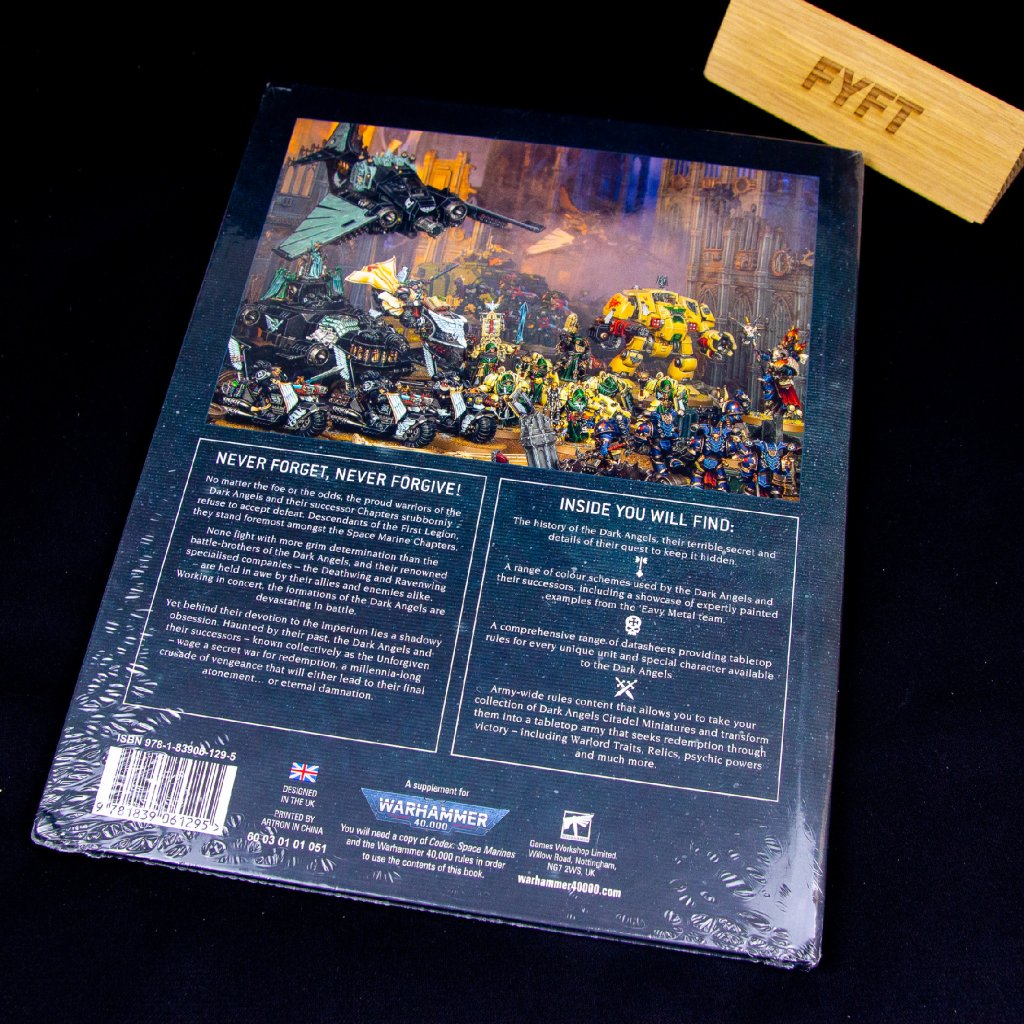 FYFT
NEVER FORGET, NEVER FORGIVE!
No matter the foe or the odds, the proud warriors of the
Dark Angels and their successor Chapters stubbornly
refuse to accept defeat. Descendants of the First Legion,
they stand foremost amongst the Space Marine Chapters.
None fight with more grim determination than the
battle-brothers of the Dark Angels, and their renowned
specialised companies – the Deathwing and Ravenwing
– are held in awe by their allies and enemies alike.
Working in concert, the formations of the Dark Angels are
devastating in battle.
Yet behind their devotion to the Imperium lies a shadowy
obsession. Haunted by their past, the Dark Angels and
their successors – known collectively as the Unforgiven
– wage a secret war for redemption, a millennia-long
crusade of vengeance that will either lead to their final
atonement... or eternal damnation.
INSIDE YOU WILL FIND:
The history of the Dark Angels, their terrible secret and
details of their quest to keep it hidden.
A range of colour schemes used by the Dark Angels and
their successors, including a showcase of expertly painted
examples from the 'Eavy Metal team.
A comprehensive range of datasheets providing tabletop
rules for every unique unit and special character available
to the Dark Angels
Army-wide rules content that allows you to take your
collection of Dark Angels Citadel Miniatures and transform
them into a tabletop army that seeks redemption through
victory – including Warlord Traits, Relics, psychic powers
and much more.
ISBN 978-1-83906-129-5
9 781839 061295 >
DESIGNED
IN THE UK
PRINTED BY
ARTRON IN CHINA
60 03 01 01 051
A supplement for
WARHAMMER
40,000
You will need a copy of Codex: Space Marines
and the Warhammer 40,000 rules in order
to use the contents of this book.
Games Workshop Limited,
Willow Road, Nottingham,
NG7 2WS, UK
warhammer40000.com